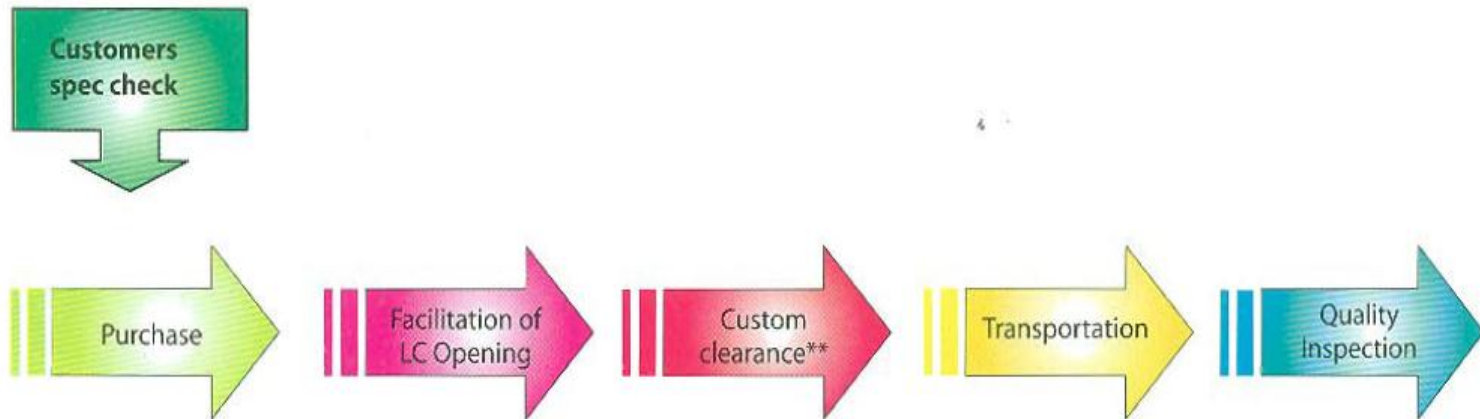 Customers
spec check
Purchase
Facilitation of
LC Opening
Custom
clearance**
Transportation
Quality
Inspection